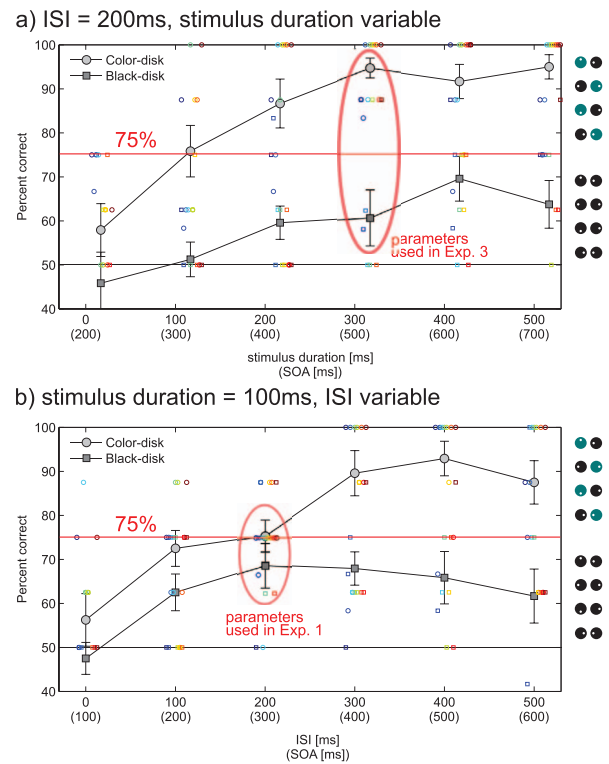 a) ISI = 200ms, stimulus duration variable
100
90
80
70
60
50
40
Percent correct
Color-disk
Black-disk
75%
parameters
used in Exp. 3
0 100 200 300 400 500
(200) (300) (400) (500) (600) (700)
stimulus duration [ms]
(SOA [ms])
b) stimulus duration = 100ms, ISI variable
100
90
80
70
60
50
40
Percent correct
Color-disk
Black-disk
75%
parameters
used in Exp. 1
0 100 200 300 400 500
(100) (200) (300) (400) (500) (600)
ISI [ms]
(SOA [ms])